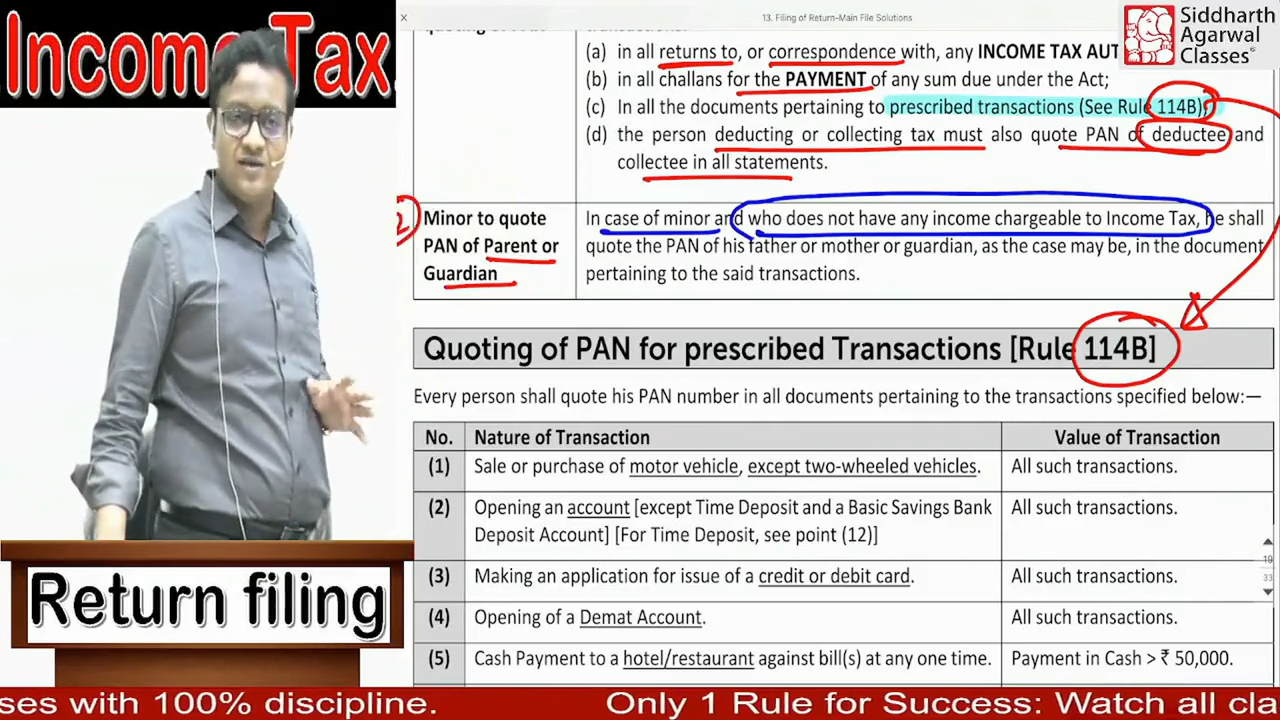 Income Tax.
13. Filing of Return-Main File Solutions
Siddharth
Agarwal
Classes
(a) in all returns to, or correspondence with, any INCOME TAX AUT
(b) in all challans for the PAYMENT of any sum due under the Act;
(c) In all the documents pertaining to prescribed transactions (See Rule 114B);
(d) the person deducting or collecting tax must also quote PAN of deductee and
collectee in all statements.
Minor to quote
PAN of Parent or
Guardian
In case of minor and who does not have any income chargeable to Income Tax, he shall
quote the PAN of his father or mother or guardian, as the case may be, in the document
pertaining to the said transactions.
Quoting of PAN for prescribed Transactions [Rule 114B]
Every person shall quote his PAN number in all documents pertaining to the transactions specified below:—
No. Nature of Transaction Value of Transaction
(1) Sale or purchase of motor vehicle, except two-wheeled vehicles. All such transactions.
(2) Opening an account [except Time Deposit and a Basic Savings Bank All such transactions.
Deposit Account] [For Time Deposit, see point (12)]
(3) Making an application for issue of a credit or debit card. All such transactions.
(4) Opening of a Demat Account. All such transactions.
(5) Cash Payment to a hotel/restaurant against bill(s) at any one time. Payment in Cash > ₹ 50,000.
19
33
Return filing
ses with 100% discipline. Only 1 Rule for Success: Watch all cla